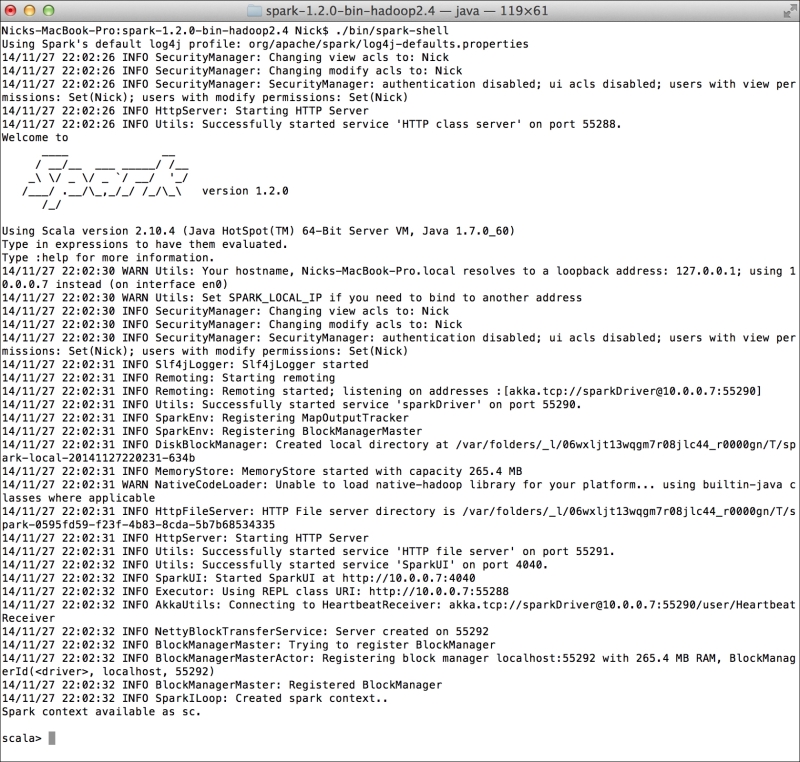 spark-1.2.0-bin-hadoop2.4 — java — 119×61
Nicks-MacBook-Pro:spark-1.2.0-bin-hadoop2.4 Nick$ ./bin/spark-shell
Using Spark's default log4j profile: org/apache/spark/log4j-defaults.properties
14/11/27 22:02:26 INFO SecurityManager: Changing view acls to: Nick
14/11/27 22:02:26 INFO SecurityManager: Changing modify acls to: Nick
14/11/27 22:02:26 INFO SecurityManager: SecurityManager: authentication disabled; ui acls disabled; users with view per
missions: Set(Nick); users with modify permissions: Set(Nick)
14/11/27 22:02:26 INFO HttpServer: Starting HTTP Server
14/11/27 22:02:26 INFO Utils: Successfully started service 'HTTP class server' on port 55288.
Welcome to
Spark version 1.2.0
Using Scala version 2.10.4 (Java HotSpot(TM) 64-Bit Server VM, Java 1.7.0_60)
Type in expressions to have them evaluated.
Type :help for more information.
14/11/27 22:02:30 WARN Utils: Your hostname, Nicks-MacBook-Pro.local resolves to a loopback address: 127.0.0.1; using 1
0.0.0.7 instead (on interface en0)
14/11/27 22:02:30 WARN Utils: Set SPARK_LOCAL_IP if you need to bind to another address
14/11/27 22:02:30 INFO SecurityManager: Changing view acls to: Nick
14/11/27 22:02:30 INFO SecurityManager: Changing modify acls to: Nick
14/11/27 22:02:30 INFO SecurityManager: SecurityManager: authentication disabled; ui acls disabled; users with view per
missions: Set(Nick); users with modify permissions: Set(Nick)
14/11/27 22:02:31 INFO Slf4jLogger: Slf4jLogger started
14/11/27 22:02:31 INFO Remoting: Starting remoting
14/11/27 22:02:31 INFO Remoting: Remoting started; listening on addresses :[akka.tcp://sparkDriver@10.0.0.7:55290]
14/11/27 22:02:31 INFO Utils: Successfully started service 'sparkDriver' on port 55290.
14/11/27 22:02:31 INFO SparkEnv: Registering MapOutputTracker
14/11/27 22:02:31 INFO SparkEnv: Registering BlockManagerMaster
14/11/27 22:02:31 INFO DiskBlockManager: Created local directory at /var/folders/_l/06wxljt13wqgm7r08jlc44_r0000gn/T/sp
ark-local-20141127220231-634b
14/11/27 22:02:31 INFO MemoryStore: MemoryStore started with capacity 265.4 MB
14/11/27 22:02:31 WARN NativeCodeLoader: Unable to load native-hadoop library for your platform... using builtin-java c
lasses where applicable
14/11/27 22:02:31 INFO HttpFileServer: HTTP File server directory is /var/folders/_l/06wxljt13wqgm7r08jlc44_r0000gn/T/s
park-0595fd59-f23f-4b83-8cda-5b7b68534335
14/11/27 22:02:31 INFO HttpServer: Starting HTTP Server
14/11/27 22:02:31 INFO Utils: Successfully started service 'HTTP file server' on port 55291.
14/11/27 22:02:32 INFO Utils: Successfully started service 'SparkUI' on port 4040.
14/11/27 22:02:32 INFO SparkUI: Started SparkUI at http://10.0.0.7:4040
14/11/27 22:02:32 INFO Executor: Using REPL class URI: http://10.0.0.7:55288
14/11/27 22:02:32 INFO AkkaUtils: Connecting to HeartbeatReceiver: akka.tcp://sparkDriver@10.0.0.7:55290/user/Heartbeat
Receiver
14/11/27 22:02:32 INFO NettyBlockTransferService: Server created on 55292
14/11/27 22:02:32 INFO BlockManagerMaster: Trying to register BlockManager
14/11/27 22:02:32 INFO BlockManagerMasterActor: Registering block manager localhost:55292 with 265.4 MB RAM, BlockManag
erId(<driver>, localhost, 55292)
14/11/27 22:02:32 INFO BlockManagerMaster: Registered BlockManager
14/11/27 22:02:32 INFO SparkILoop: Created spark context..
Spark context available as sc.
scala>